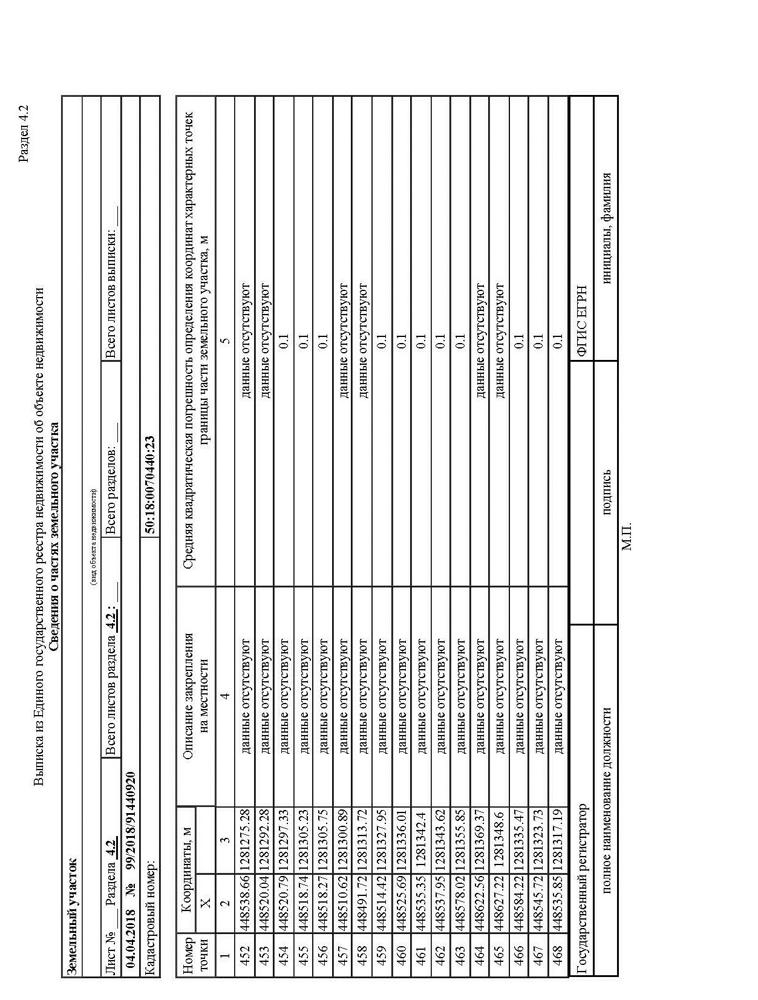 Раздел 4.2
Выписка из Единого государственного реестра недвижимости об объекте недвижимости
Сведения о частях земельного участка
Земельный участок
(вид объекта недвижимости)
Лист № ___ Раздела 4.2 Всего листов раздела 4.2 : ___ Всего разделов: ___ Всего листов выписки: ___
04.04.2018 № 99/2018/91440920
Кадастровый номер: 50:18:0070440:23
Номер точки Координаты, м Описание закрепления на местности Средняя квадратическая погрешность определения координат характерных точек границы части земельного участка, м
X
1 2 3 4 5
452 448538.66 1281275.28 данные отсутствуют данные отсутствуют
453 448520.04 1281292.28 данные отсутствуют данные отсутствуют
454 448520.79 1281297.33 данные отсутствуют 0.1
455 448518.74 1281305.23 данные отсутствуют 0.1
456 448518.27 1281305.75 данные отсутствуют 0.1
457 448510.62 1281300.89 данные отсутствуют данные отсутствуют
458 448491.72 1281313.72 данные отсутствуют данные отсутствуют
459 448514.42 1281327.95 данные отсутствуют 0.1
460 448525.69 1281336.01 данные отсутствуют 0.1
461 448535.35 1281342.4 данные отсутствуют 0.1
462 448537.95 1281343.62 данные отсутствуют 0.1
463 448578.02 1281355.85 данные отсутствуют 0.1
464 448622.56 1281369.37 данные отсутствуют данные отсутствуют
465 448627.22 1281348.6 данные отсутствуют данные отсутствуют
466 448584.22 1281335.47 данные отсутствуют 0.1
467 448545.72 1281323.73 данные отсутствуют 0.1
468 448535.85 1281317.19 данные отсутствуют 0.1
Государственный регистратор ФГИС ЕГРН
полное наименование должности подпись инициалы, фамилия
М.П.